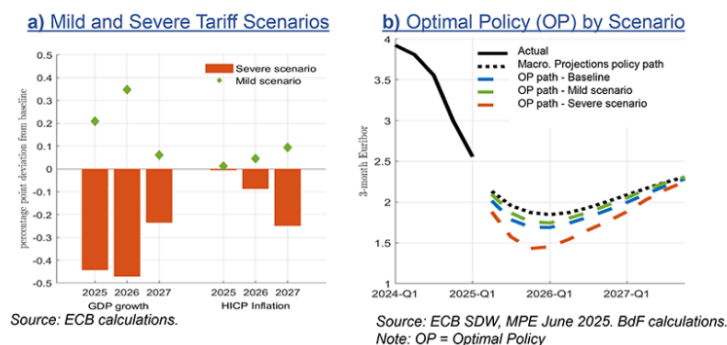 a) Mild and Severe Tariff Scenarios
percentage point deviation from baseline
0.5
0.4
0.3
0.2
0.1
0
-0.1
-0.2
-0.3
-0.4
-0.5
Severe scenario
Mild scenario
2025 2026 2027
GDP growth
2025 2026 2027
HICP Inflation
Source: ECB calculations.
b) Optimal Policy (OP) by Scenario
3-month Euribor
4
3.5
3
2.5
2
1.5
1
Actual
Macro. Projections policy path
OP path - Baseline
OP path - Mild scenario
OP path - Severe scenario
2024-Q1 2025-Q1 2026-Q1 2027-Q1
Source: ECB SDW, MPE June 2025. BdF calculations.
Note: OP = Optimal Policy